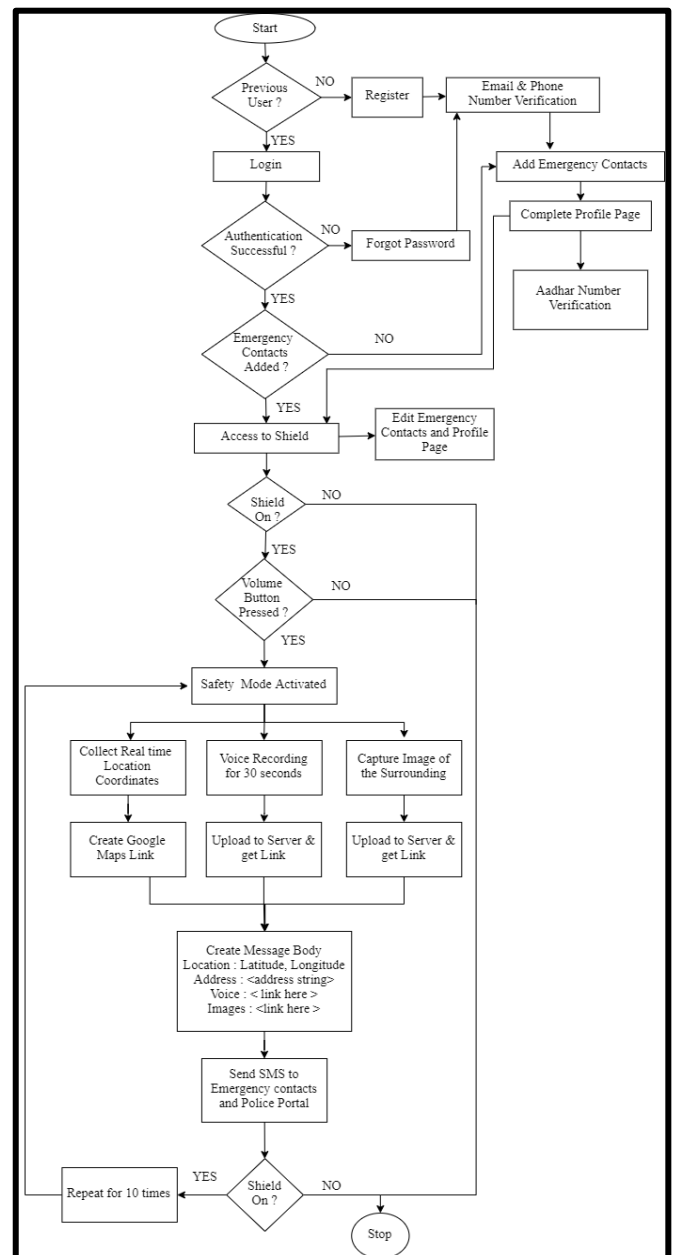 Start
Previous
User ?
NO
Register
Email & Phone
Number Verification
YES
Login
Add Emergency Contacts
Authentication
Successful ?
NO
Forgot Password
Complete Profile Page
YES
Aadhar Number
Verification
Emergency
Contacts
Added ?
NO
YES
Access to Shield
Edit Emergency
Contacts and Profile
Page
Shield
On ?
NO
YES
Volume
Button
Pressed ?
NO
YES
Safety Mode Activated
Collect Real time
Location
Coordinates
Voice Recording
for 30 seconds
Capture Image of
the Surrounding
Create Google
Maps Link
Upload to Server &
get Link
Upload to Server &
get Link
Create Message Body
Location : Latitude, Longitude
Address : <address string>
Voice : < link here >
Images : <link here >
Send SMS to
Emergency contacts
and Police Portal
Shield
On ?
YES
Repeat for 10 times
NO
Stop